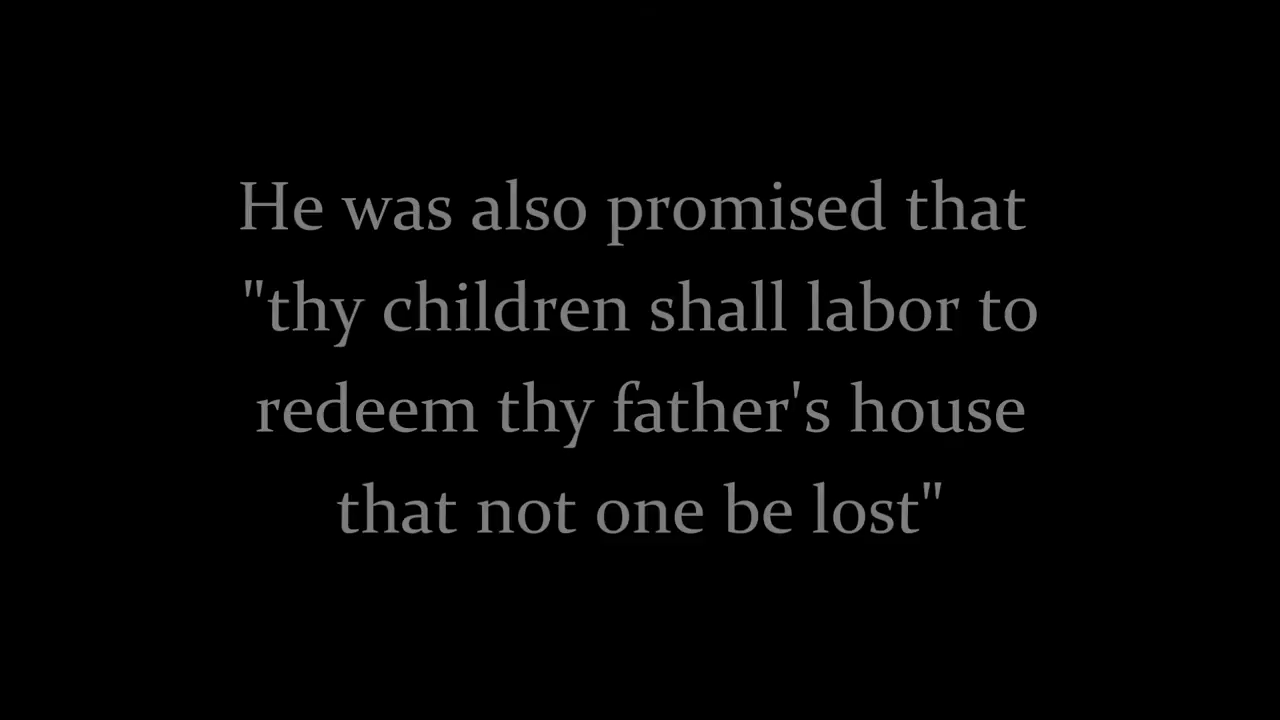 He was also promised that
"thy children shall labor to
redeem thy father's house
that not one be lost"